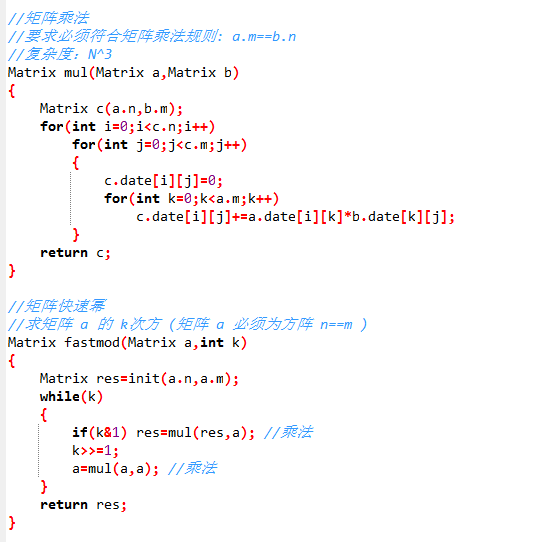 //矩阵乘法
//要求必须符合矩阵乘法规则: a.m==b.n
//复杂度: N^3
Matrix mul(Matrix a,Matrix b)
{
    Matrix c(a.n,b.m);
    for(int i=0;i<c.n;i++)
        for(int j=0;j<c.m;j++)
        {
            c.date[i][j]=0;
            for(int k=0;k<a.m;k++)
                c.date[i][j]+=a.date[i][k]*b.date[k][j];
        }
    return c;
}

//矩阵快速幂
//求矩阵 a 的 k次方 (矩阵 a 必须为方阵 n==m )
Matrix fastmod(Matrix a,int k)
{
    Matrix res=init(a.n,a.m);
    while(k)
    {
        if(k&1) res=mul(res,a); //乘法
        k>>=1;
        a=mul(a,a); //乘法
    }
    return res;
}